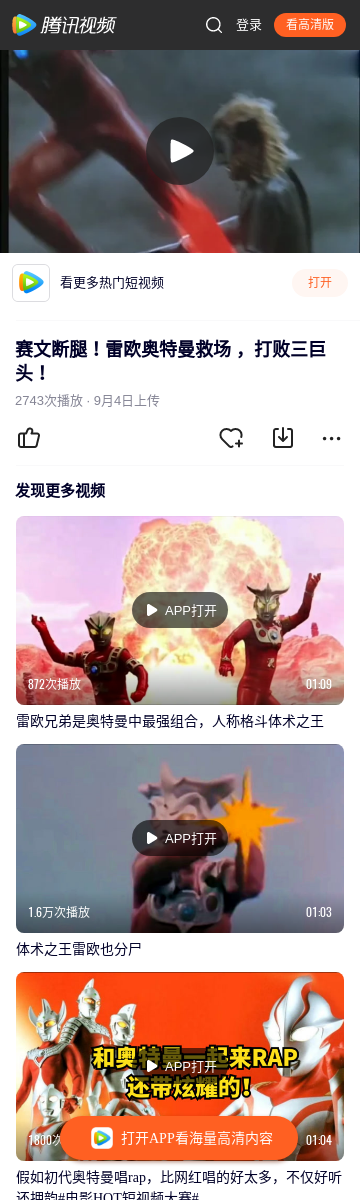 腾讯视频
登录
看高清版
看更多热门短视频
打开
赛文断腿！雷欧奥特曼救场，打败三巨
头！
2743次播放 · 9月4日上传
发现更多视频
APP打开
872次播放
01:09
雷欧兄弟是奥特曼中最强组合，人称格斗体术之王
APP打开
1.6万次播放
01:03
体术之王雷欧也分尸
和奥特曼一起来RAP
APP打开
还带炫耀的！
1800次
01:04
打开APP看海量高清内容
假如初代奥特曼唱rap，比网红唱的好太多，不仅好听
还押韵#电影HOT短视频大赛#